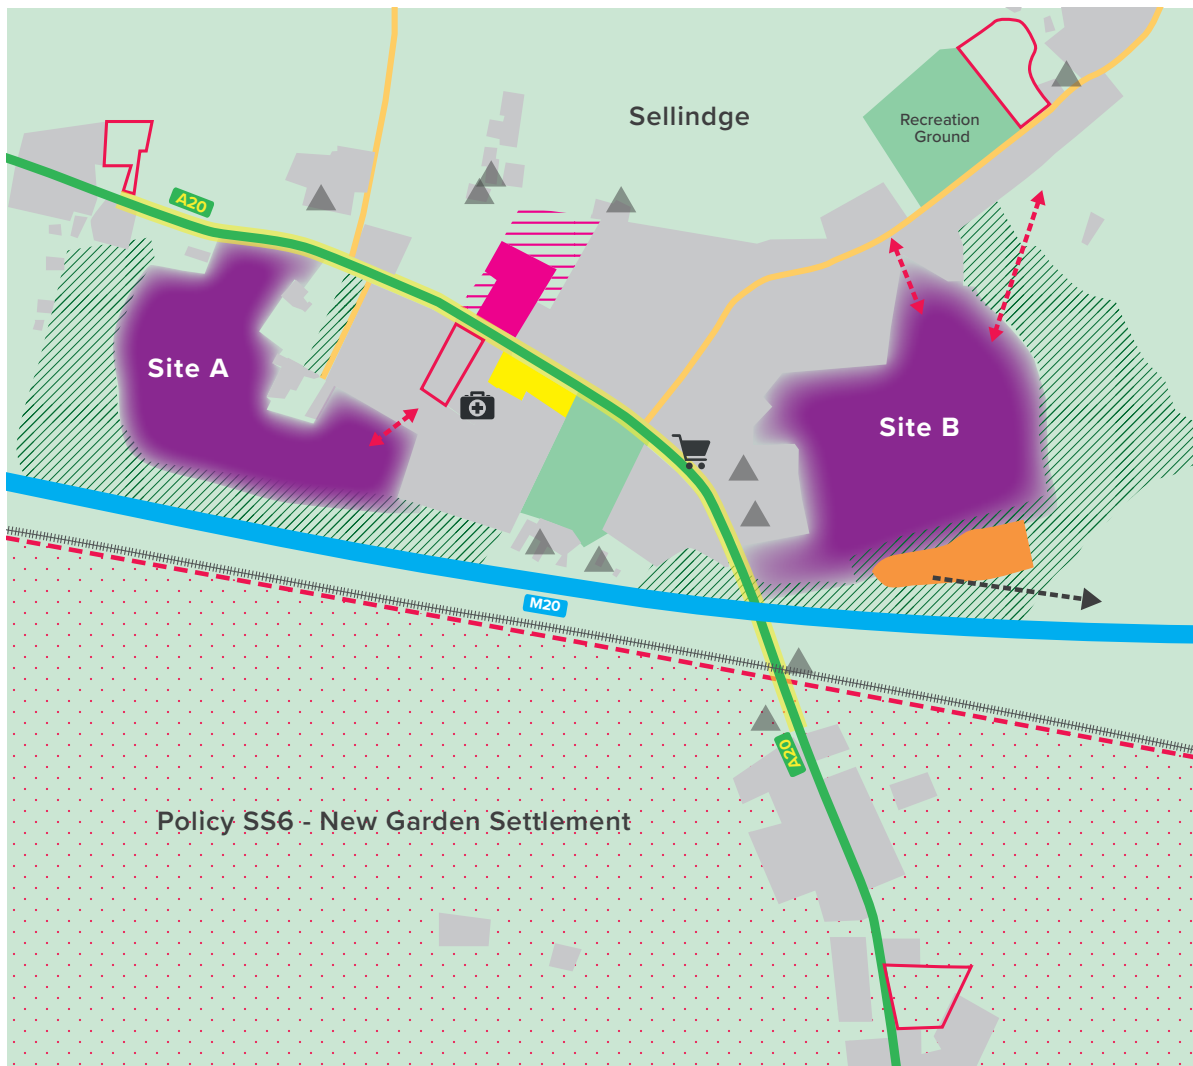 Sellindge
Recreation
Ground
A20
Site A
Site B
M20
A20
Policy SS6 - New Garden Settlement